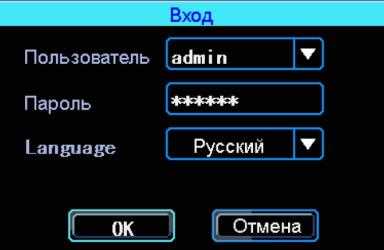 Вход
Пользователь admin
Пароль ******
Language Русский
OK Отмена